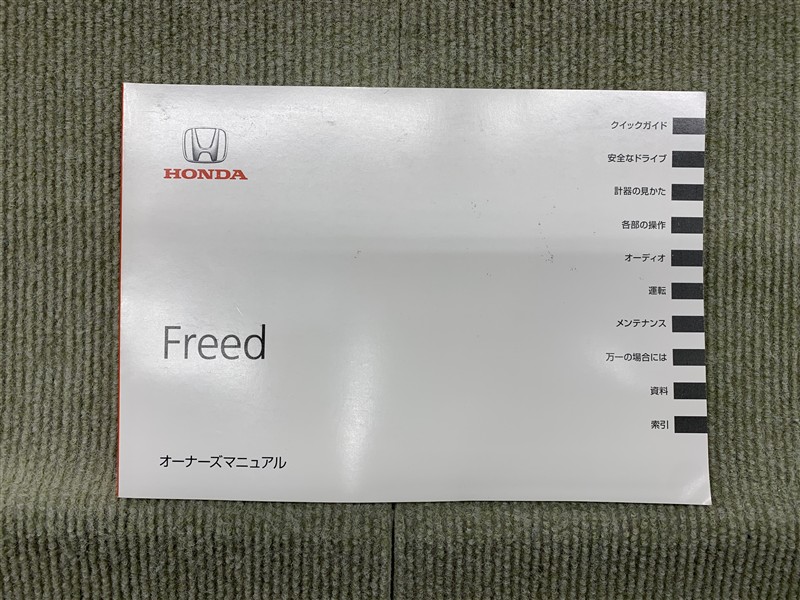 HONDA
Freed
オーナーズマニュアル
クイックガイド
安全なドライブ
計器の見かた
各部の操作
オーディオ
運転
メンテナンス
万一の場合には
資料
索引